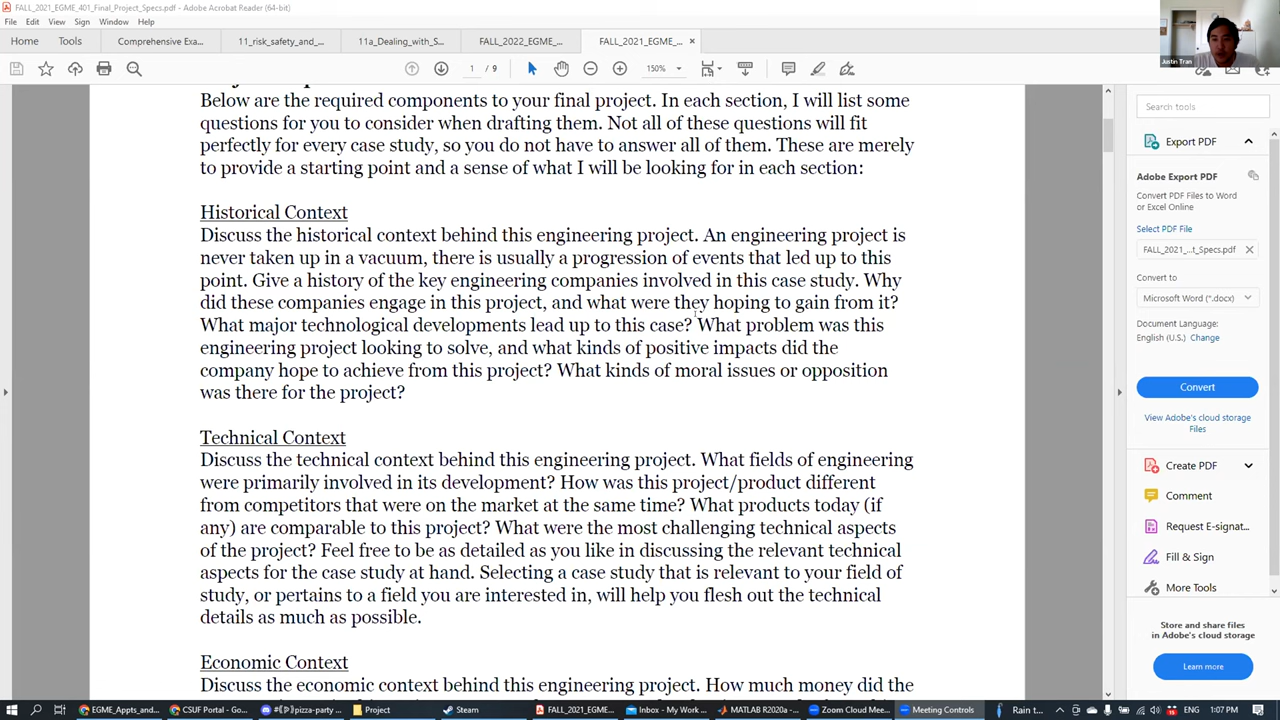 FALL_2021_EGME_401_Final_Project_Specs.pdf - Adobe Acrobat Reader (64-bit)
File Edit View Sign Window Help
Home Tools Comprehensive Exa... 11_risk_safety_and_... 11a_Dealing_with_S... FALL_2022_EGME_... FALL_2021_EGME_... ×
1 / 9 150%
Justin Tran
Below are the required components to your final project. In each section, I will list some
questions for you to consider when drafting them. Not all of these questions will fit
perfectly for every case study, so you do not have to answer all of them. These are merely
to provide a starting point and a sense of what I will be looking for in each section:
Historical Context
Discuss the historical context behind this engineering project. An engineering project is
never taken up in a vacuum, there is usually a progression of events that led up to this
point. Give a history of the key engineering companies involved in this case study. Why
did these companies engage in this project, and what were they hoping to gain from it?
What major technological developments lead up to this case? What problem was this
engineering project looking to solve, and what kinds of positive impacts did the
company hope to achieve from this project? What kinds of moral issues or opposition
was there for the project?
Technical Context
Discuss the technical context behind this engineering project. What fields of engineering
were primarily involved in its development? How was this project/product different
from competitors that were on the market at the same time? What products today (if
any) are comparable to this project? What were the most challenging technical aspects
of the project? Feel free to be as detailed as you like in discussing the relevant technical
aspects for the case study at hand. Selecting a case study that is relevant to your field of
study, or pertains to a field you are interested in, will help you flesh out the technical
details as much as possible.
Economic Context
Discuss the economic context behind this engineering project. How much money did the
Search tools
Export PDF
Adobe Export PDF
Convert PDF Files to Word
or Excel Online
Select PDF File
FALL_2021_...t_Specs.pdf ×
Convert to
Microsoft Word (*.docx)
Document Language:
English (U.S.) Change
Convert
View Adobe's cloud storage
Files
Create PDF
Comment
Request E-signat...
Fill & Sign
More Tools
Store and share files
in Adobe's cloud storage
Learn more
EGME_Appts_and_... CSUF Portal - Go... #🍕pizza-party ... Project Steam FALL_2021_EGME_... Inbox - My Work ... MATLAB R2020a - ... Zoom Cloud Mee... Meeting Controls Rain t... 15 1:07 PM